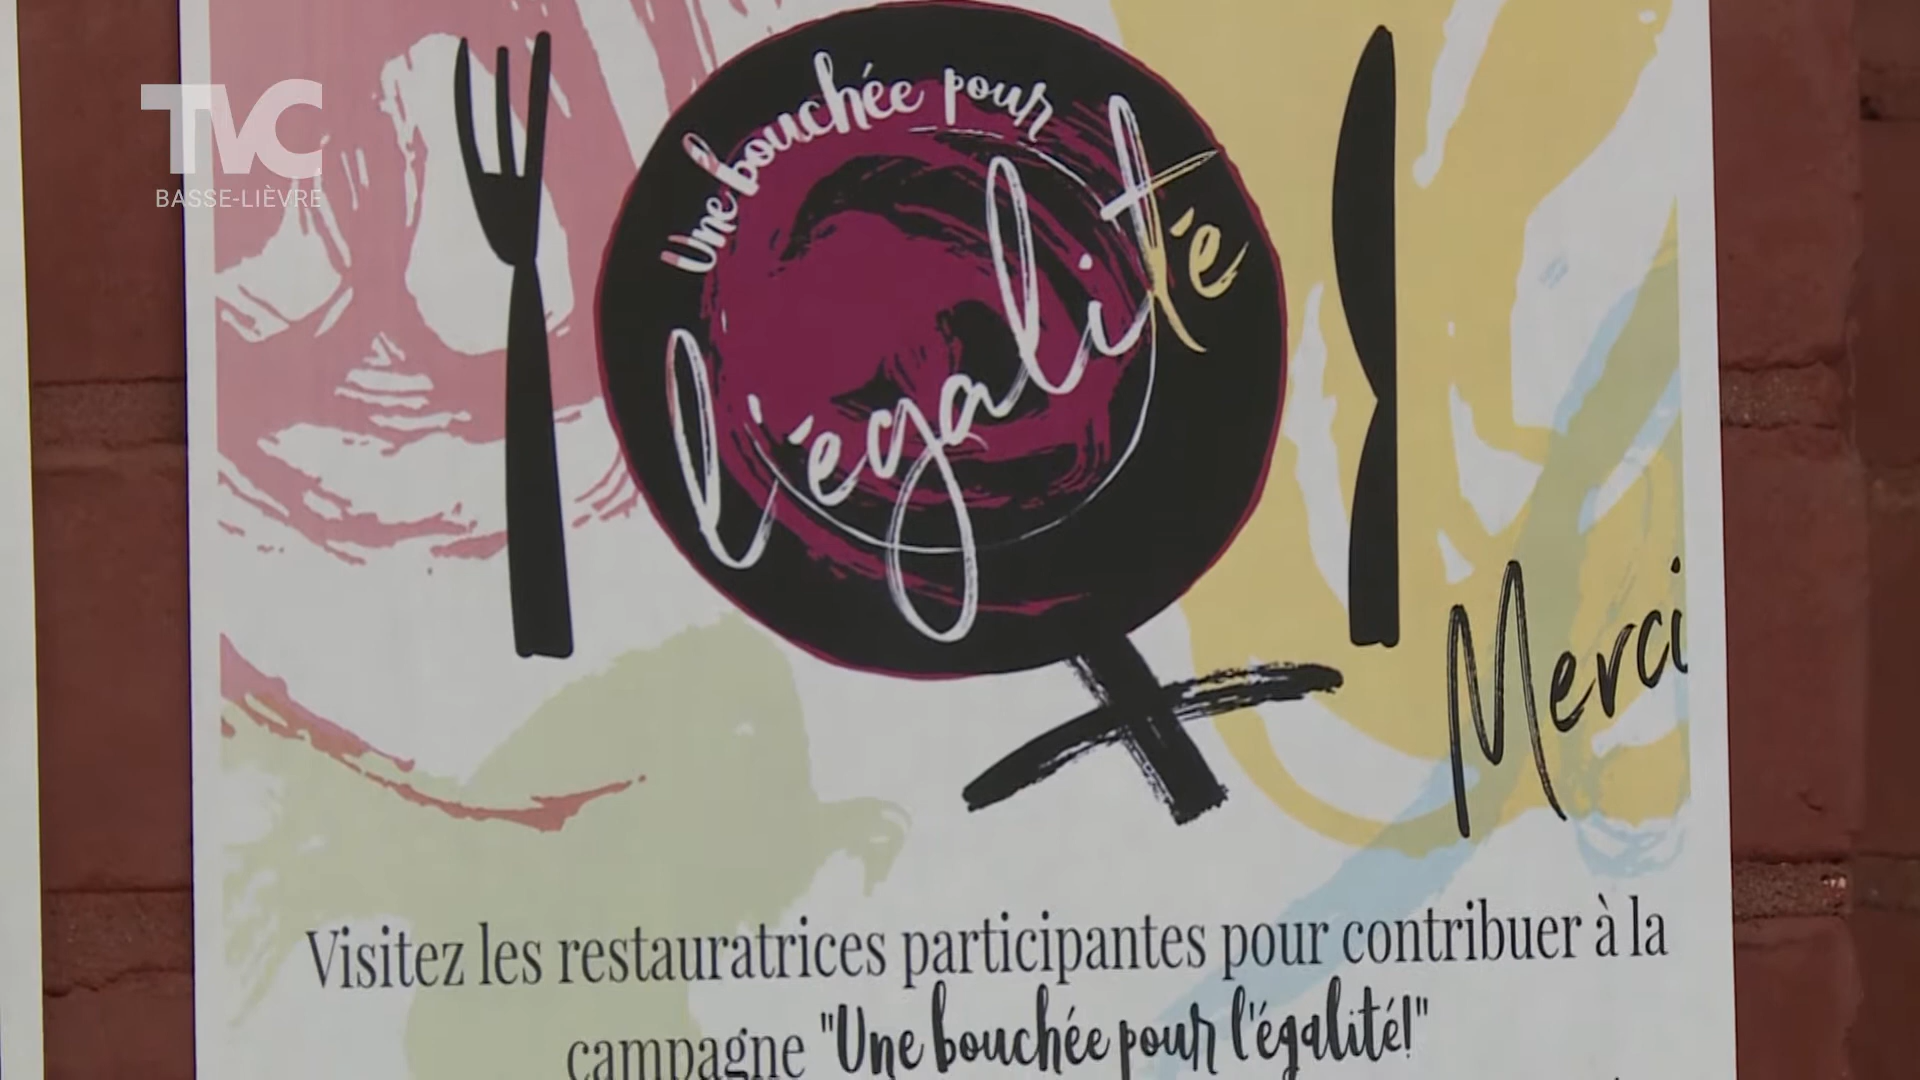 TVC
BASSE-LIÈVRE
Une bouchée pour
l'égalité
Merci
Visitez les restauratrices participantes pour contribuer à la
campagne "Une bouchée pour l'égalité!"